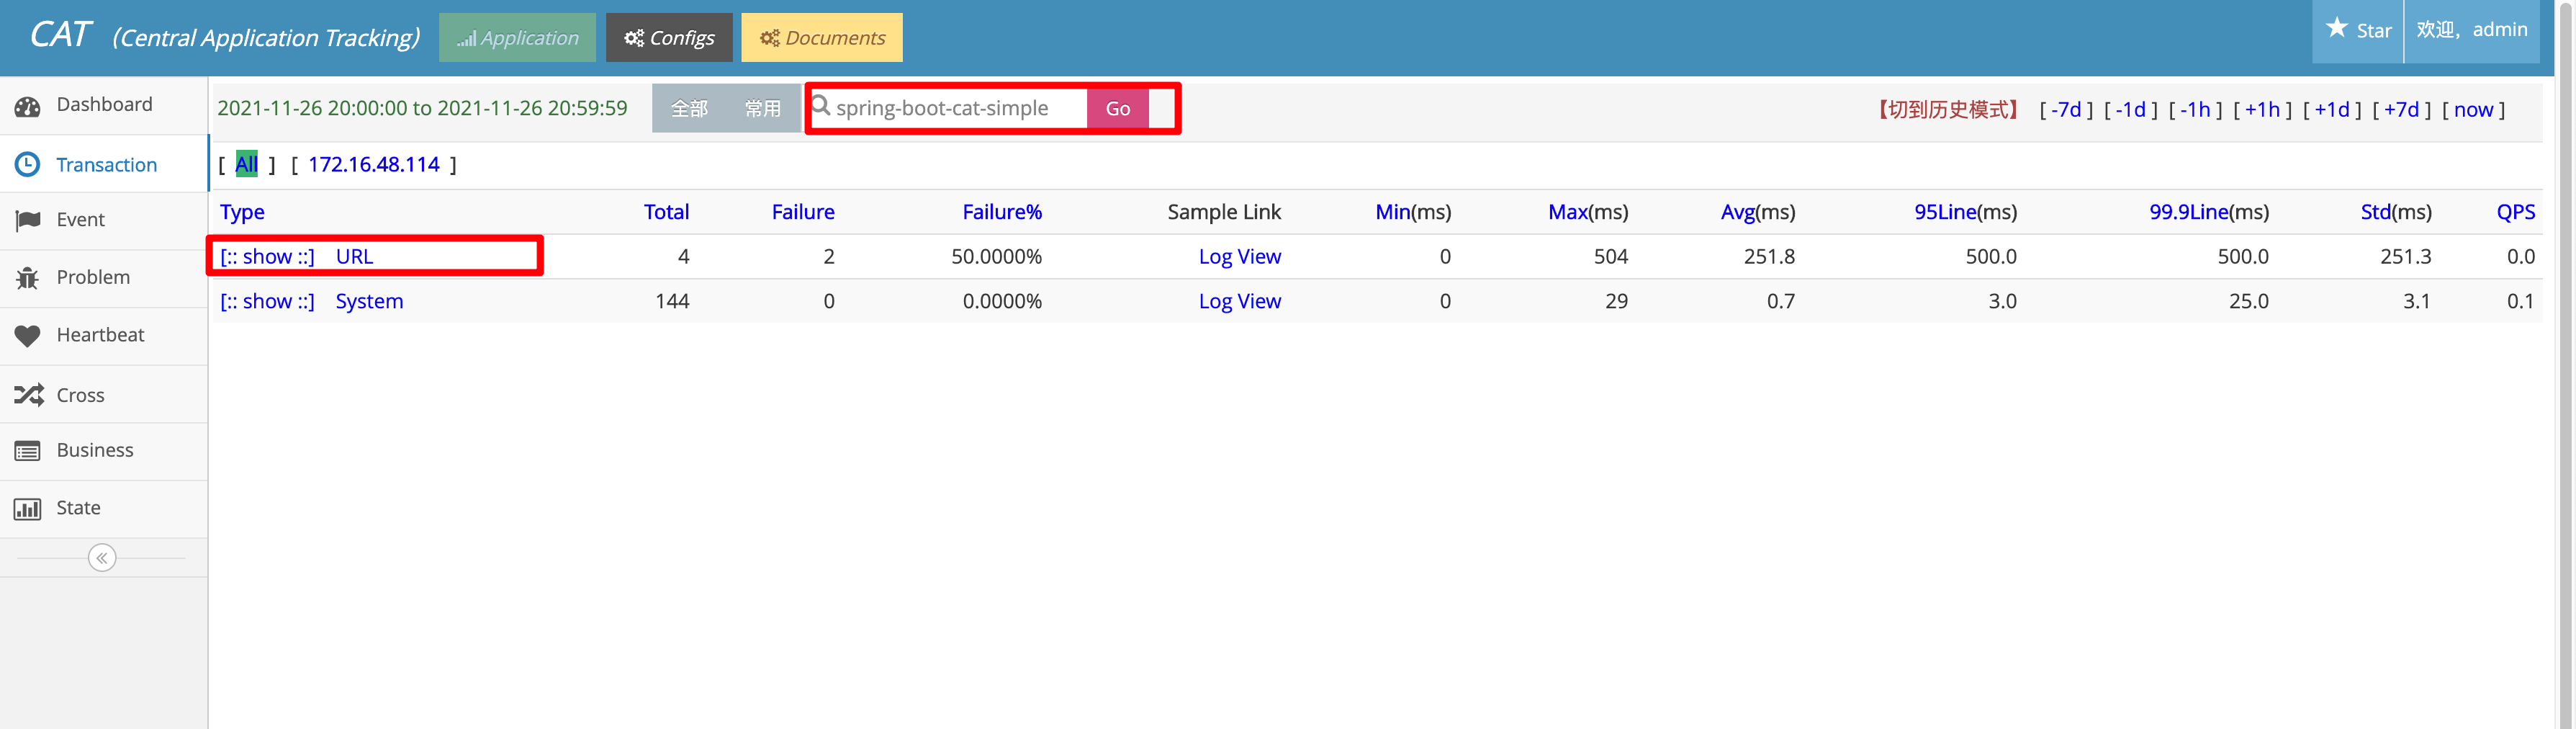 CAT (Central Application Tracking) Application Configs Documents Star 欢迎，admin
Dashboard
Transaction
Event
Problem
Heartbeat
Cross
Business
State
2021-11-26 20:00:00 to 2021-11-26 20:59:59 全部 常用 spring-boot-cat-simple Go 【切到历史模式】 [ -7d ] [ -1d ] [ -1h ] [ +1h ] [ +1d ] [ +7d ] [ now ]
[ All ] [ 172.16.48.114 ]
Type Total Failure Failure% Sample Link Min(ms) Max(ms) Avg(ms) 95Line(ms) 99.9Line(ms) Std(ms) QPS
[:: show ::] URL 4 2 50.0000% Log View 0 504 251.8 500.0 500.0 251.3 0.0
[:: show ::] System 144 0 0.0000% Log View 0 29 0.7 3.0 25.0 3.1 0.1